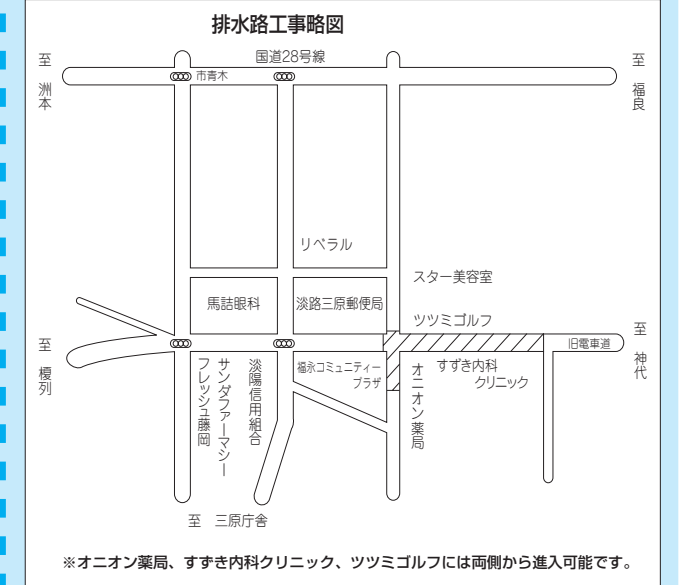 排水路工事略図
国道28号線
至 洲本
市青木
至 福良
リベラル
スター美容室
馬詰眼科
淡路三原郵便局
ツツミゴルフ
至 榎列
旧電車道
至 神代
フレッシュ藤岡
サンダファーマシー
淡陽信用組合
福永コミュニティー
プラザ
オニオン薬局
すずき内科
クリニック
至 三原庁舎
※オニオン薬局、すずき内科クリニック、ツツミゴルフには両側から進入可能です。